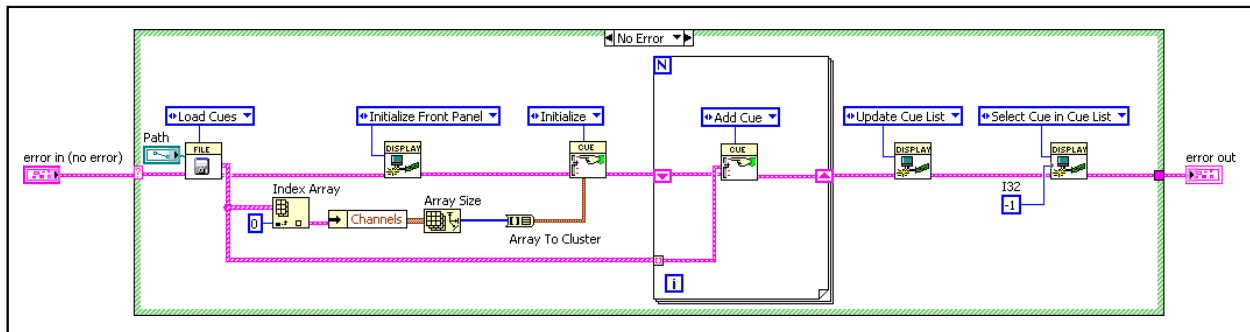 No Error
N
Load Cues
Initialize Front Panel
Initialize
Add Cue
Update Cue List
Select Cue in Cue List
Path
FILE
DISPLAY
CUE
CUE
DISPLAY
DISPLAY
error in (no error)
?
error out
Index Array
I32
0
Channels
Array Size
-1
Array To Cluster
i